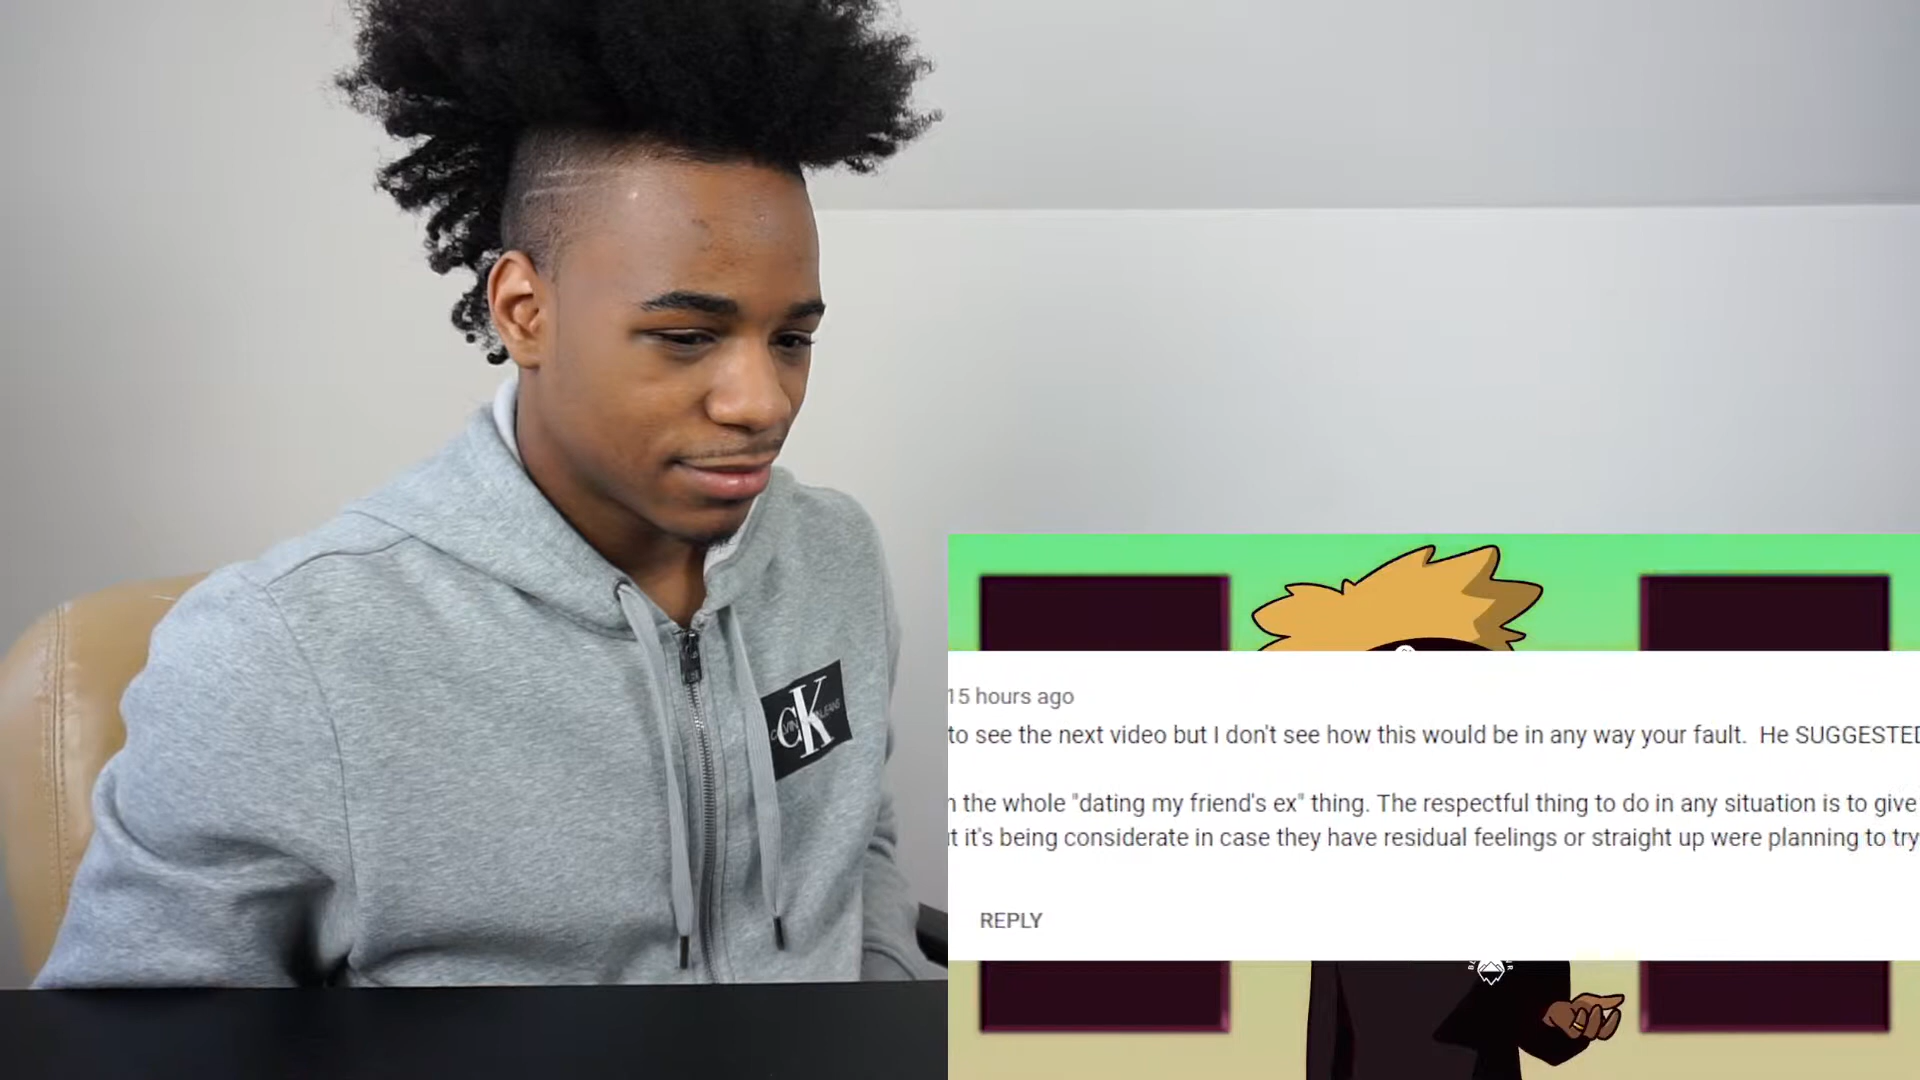 CK
CALVIN KLEIN JEANS
15 hours ago
to see the next video but I don't see how this would be in any way your fault. He SUGGESTED
the whole "dating my friend's ex" thing. The respectful thing to do in any situation is to give
it's being considerate in case they have residual feelings or straight up were planning to try
REPLY